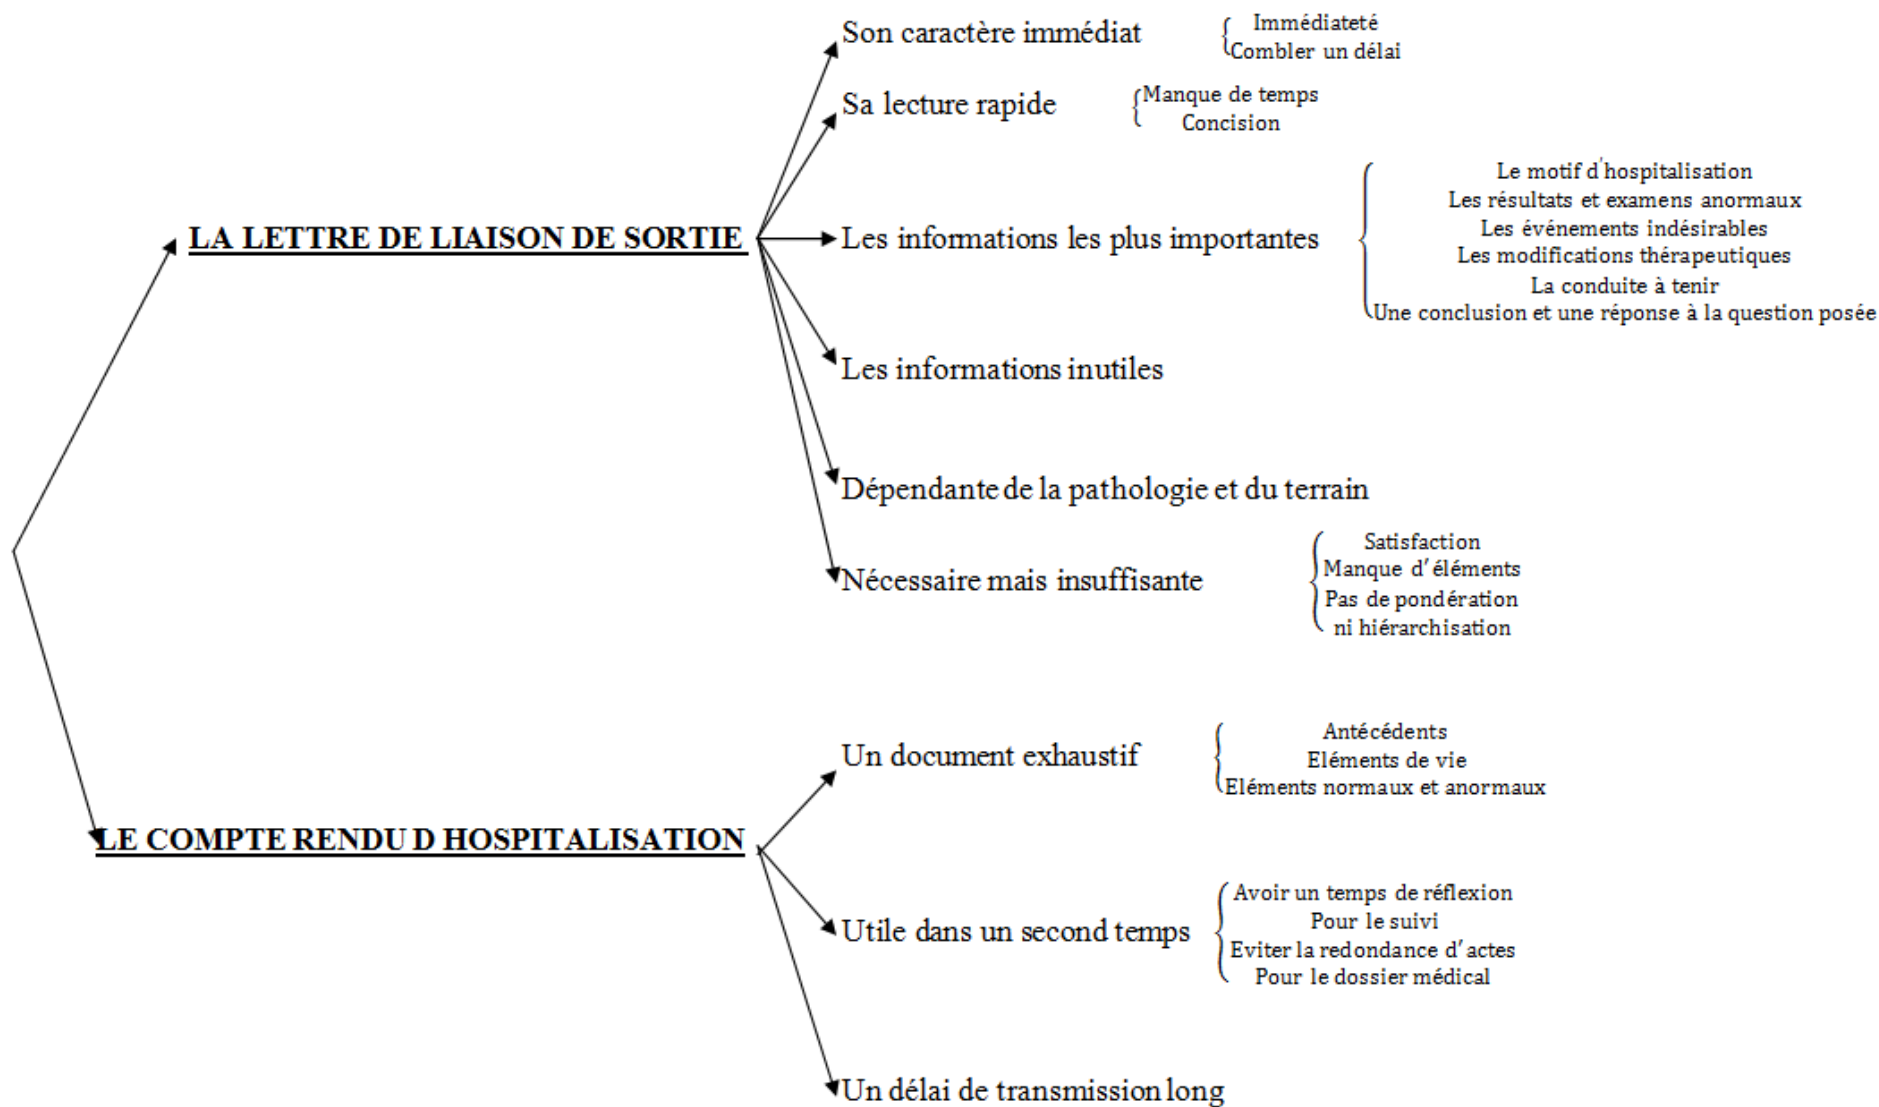 Son caractère immédiat
Immédiateté
Combler un délai
Sa lecture rapide
Manque de temps
Concision
LA LETTRE DE LIAISON DE SORTIE
Les informations les plus importantes
Le motif d'hospitalisation
Les résultats et examens anormaux
Les événements indésirables
Les modifications thérapeutiques
La conduite à tenir
Une conclusion et une réponse à la question posée
Les informations inutiles
Dépendante de la pathologie et du terrain
Nécessaire mais insuffisante
Satisfaction
Manque d'éléments
Pas de pondération
ni hiérarchisation
LE COMPTE RENDU D HOSPITALISATION
Un document exhaustif
Antécédents
Eléments de vie
Eléments normaux et anormaux
Utile dans un second temps
Avoir un temps de réflexion
Pour le suivi
Eviter la redondance d'actes
Pour le dossier médical
Un délai de transmission long